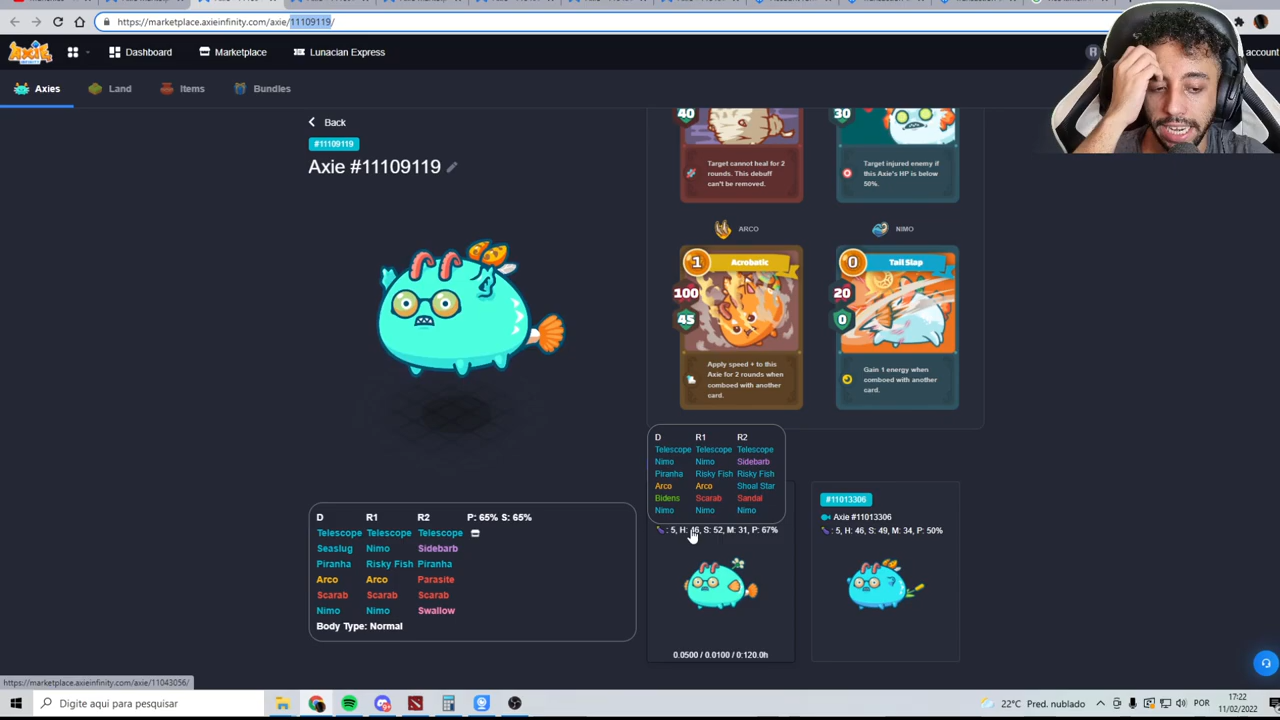 https://marketplace.axieinfinity.com/axie/11109119/
Dashboard
Marketplace
Lunacian Express
account
Axies
Land
Items
Bundles
Back
#11109119
Axie #11109119
40
30
Target cannot heal for 2
rounds. This debuff
can't be removed.
Target injured enemy if
this Axie's HP is below
50%.
ARCO
NIMO
1
Acrobatic
100
45
Apply speed + to this
Axie for 2 rounds when
comboed with another
card.
0
Tail Slap
20
0
Gain 1 energy when
comboed with another
card.
D R1 R2
Telescope Telescope Telescope
Nimo Nimo Sidebarb
Piranha Risky Fish Risky Fish
Arco Arco Shoal Star
Bidens Scarab Sandal
Nimo Nimo Nimo
: 5, H: 46, S: 52, M: 31, P: 67%
0.0500 / 0.0100 / 0:120.0h
#11013306
Axie #11013306
: 5, H: 46, S: 49, M: 34, P: 50%
D R1 R2 P: 65% S: 65%
Telescope Telescope Telescope
Seaslug Nimo Sidebarb
Piranha Risky Fish Piranha
Arco Arco Parasite
Scarab Scarab Scarab
Nimo Nimo Swallow
Body Type: Normal
https://marketplace.axieinfinity.com/axie/11043056/
Digite aqui para pesquisar
22°C Pred. nublado
POR
17:22
11/02/2022